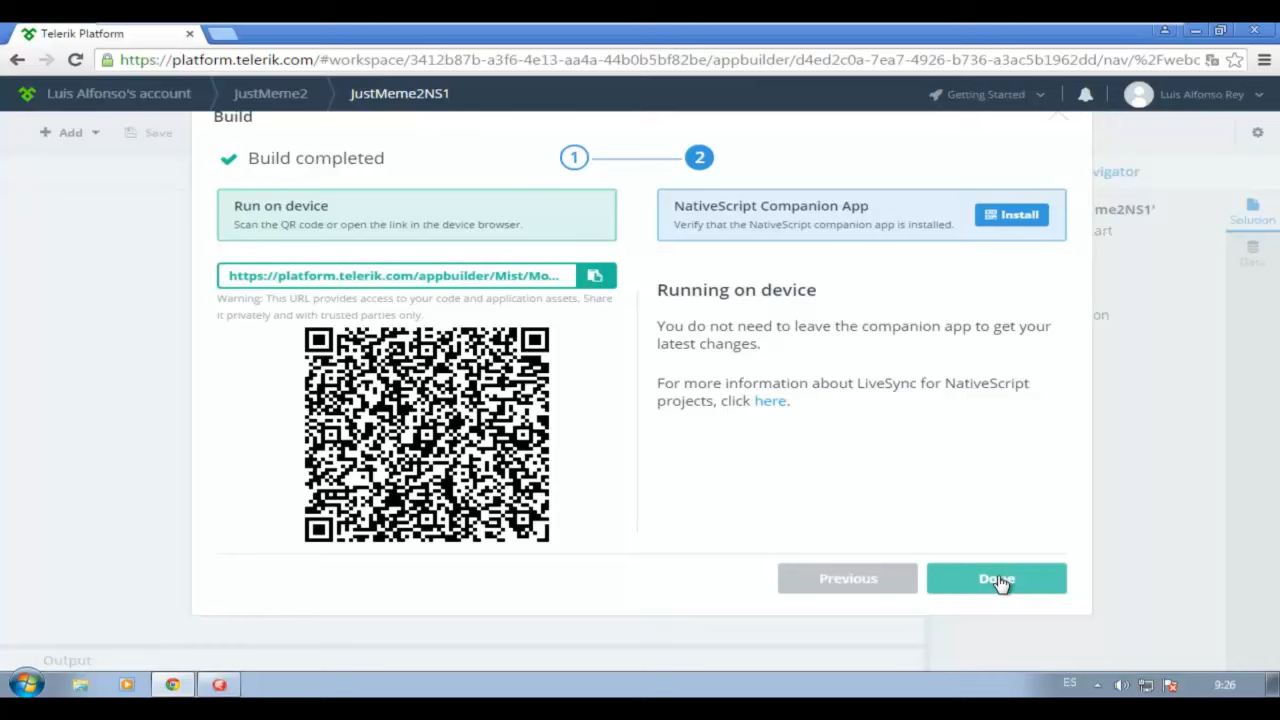 Telerik Platform
https://platform.telerik.com/#workspace/3412b87b-a3f6-4e13-aa4a-44b0b5bf82be/appbuilder/d4ed2c0a-7ea7-4926-b736-a3ac5b1962dd/nav/%2Fwebc
Luis Alfonso's account JustMeme2 JustMeme2NS1 Getting Started Luis Alfonso Rey
Build
Add Save
Build completed 1 2
vigator
Run on device
Scan the QR code or open the link in the device browser.
NativeScript Companion App
Verify that the NativeScript companion app is installed.
Install
me2NS1'
art
Solution
https://platform.telerik.com/appbuilder/Mist/Mo...
Warning: This URL provides access to your code and application assets. Share
it privately and with trusted parties only.
Running on device
You do not need to leave the companion app to get your
latest changes.
For more information about LiveSync for NativeScript
projects, click here.
on
Previous Done
Output
ES 9:26